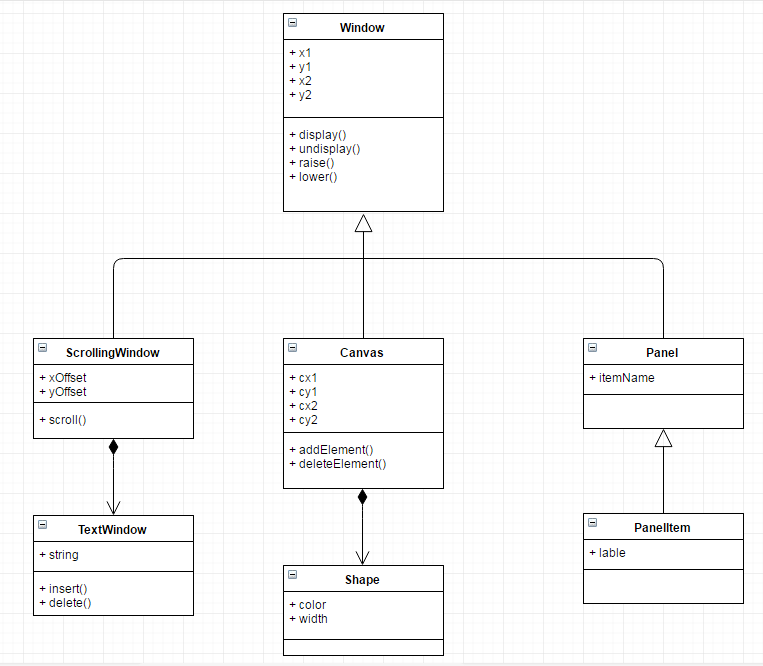 Window
+ x1
+ y1
+ x2
+ y2
+ display()
+ undisplay()
+ raise()
+ lower()
ScrollingWindow
+ xOffset
+ yOffset
+ scroll()
Canvas
+ cx1
+ cy1
+ cx2
+ cy2
+ addElement()
+ deleteElement()
Panel
+ itemName
TextWindow
+ string
+ insert()
+ delete()
Shape
+ color
+ width
PanelItem
+ lable